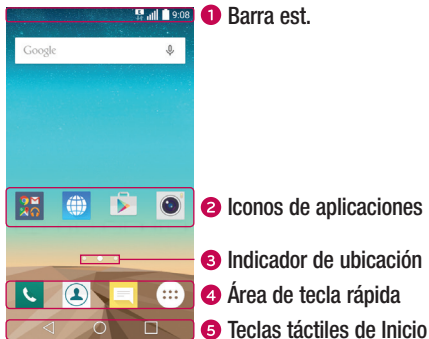 9:08
1 Barra est.
Google
2 Iconos de aplicaciones
3 Indicador de ubicación
4 Área de tecla rápida
5 Teclas táctiles de Inicio